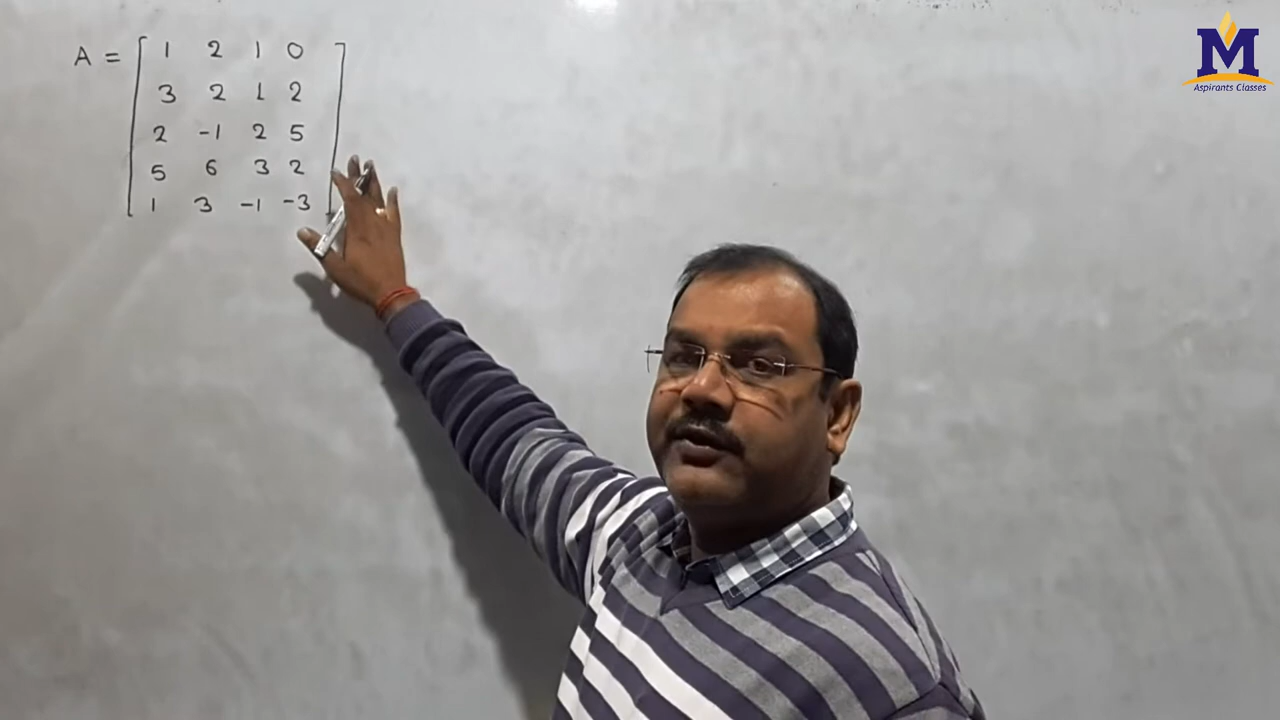 A = [ 1 2 1 0
3 2 1 2
2 -1 2 5
5 6 3 2
1 3 -1 -3 ]
M
Aspirants Classes